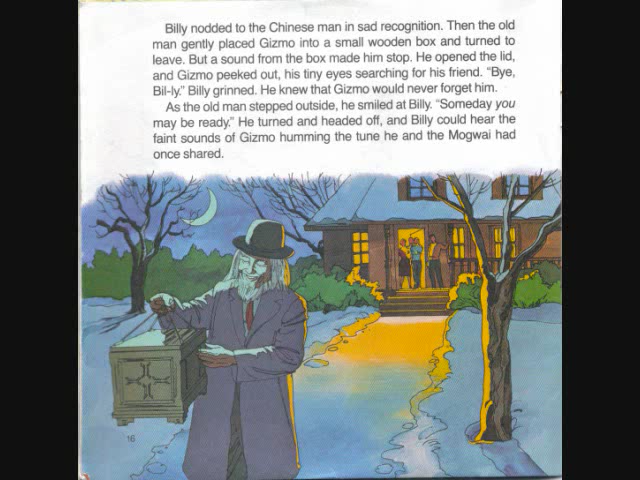 Billy nodded to the Chinese man in sad recognition. Then the old
man gently placed Gizmo into a small wooden box and turned to
leave. But a sound from the box made him stop. He opened the lid,
and Gizmo peeked out, his tiny eyes searching for his friend. “Bye,
Bil-ly.” Billy grinned. He knew that Gizmo would never forget him.
As the old man stepped outside, he smiled at Billy. “Someday you
may be ready.” He turned and headed off, and Billy could hear the
faint sounds of Gizmo humming the tune he and the Mogwai had
once shared.
16